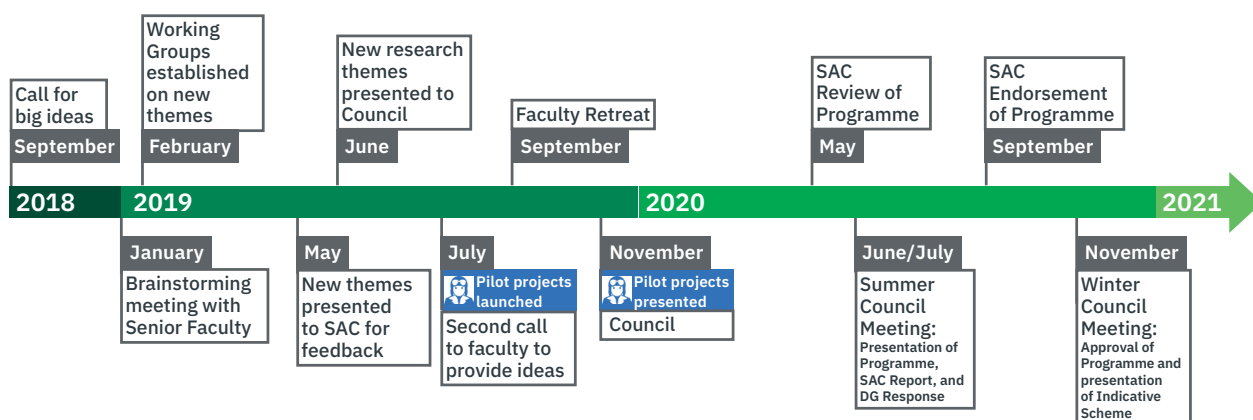 Call for
big ideas
September
Working
Groups
established
on new
themes
February
New research
themes
presented to
Council
June
Faculty Retreat
September
SAC
Review of
Programme
May
SAC
Endorsement
of Programme
September
2018
2019
2020
2021
January
Brainstorming
meeting with
Senior Faculty
May
New themes
presented
to SAC for
feedback
July
Pilot projects
launched
Second call
to faculty to
provide ideas
November
Pilot projects
presented
Council
June/July
Summer
Council
Meeting:
Presentation of
Programme,
SAC Report, and
DG Response
November
Winter
Council
Meeting:
Approval of
Programme and
presentation
of Indicative
Scheme